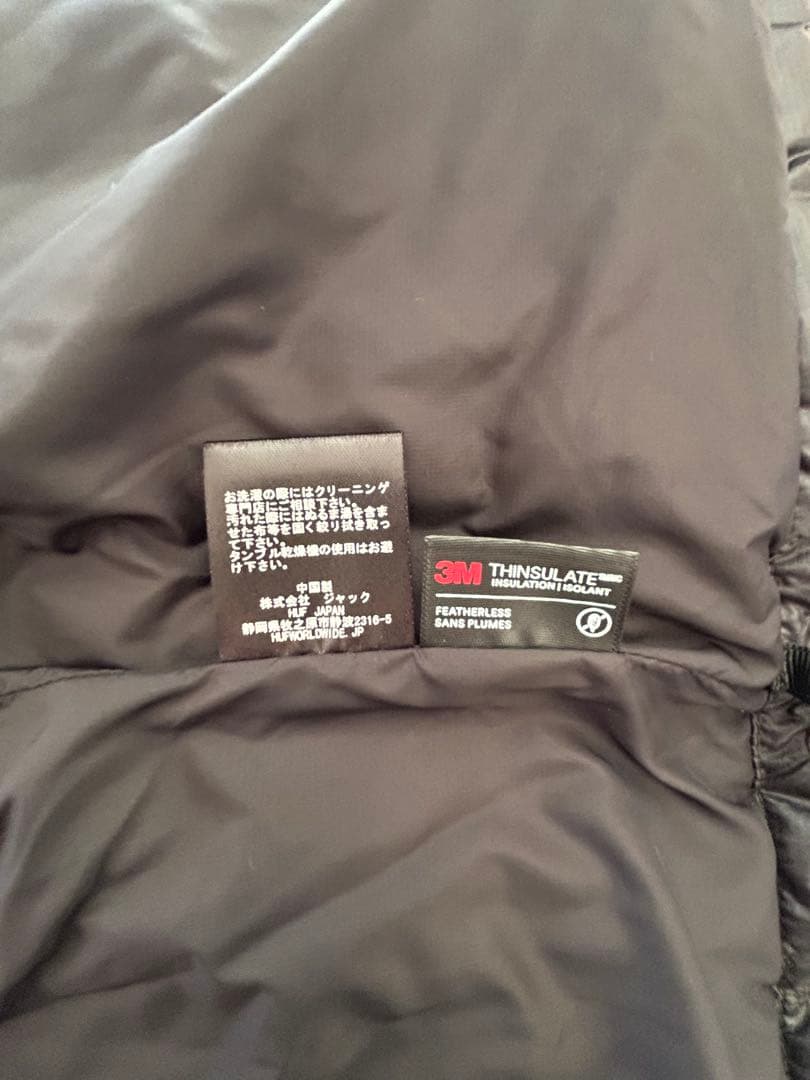 お洗濯の際にはクリーニング
専門店にご相談下さい。
汚れた際にはぬるま湯を含ま
せた布等を固く絞り拭き取っ
て下さい。
タンブル乾燥機の使用はお避
け下さい。
中国製
株式会社 ジャック
HUF JAPAN
静岡県牧之原市静波2316-5
HUFWORLDWIDE.JP
3M THINSULATE
INSULATION | ISOLANT
FEATHERLESS
SANS PLUMES